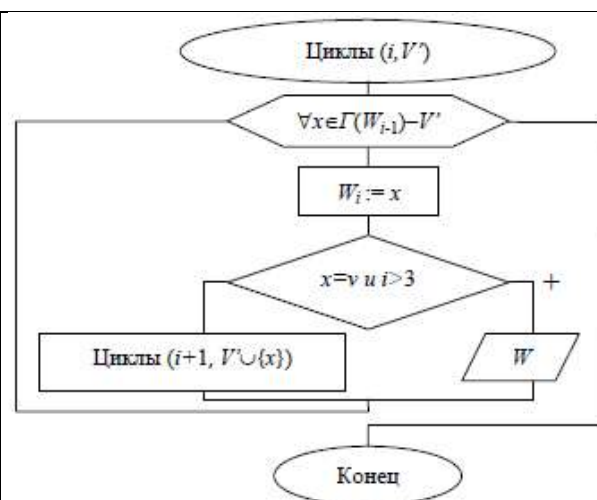 Циклы (i, V')
∀x∈Γ(Wi-1)−V'
Wi := x
x=v и i>3
+
Циклы (i+1, V'∪{x})
W
Конец